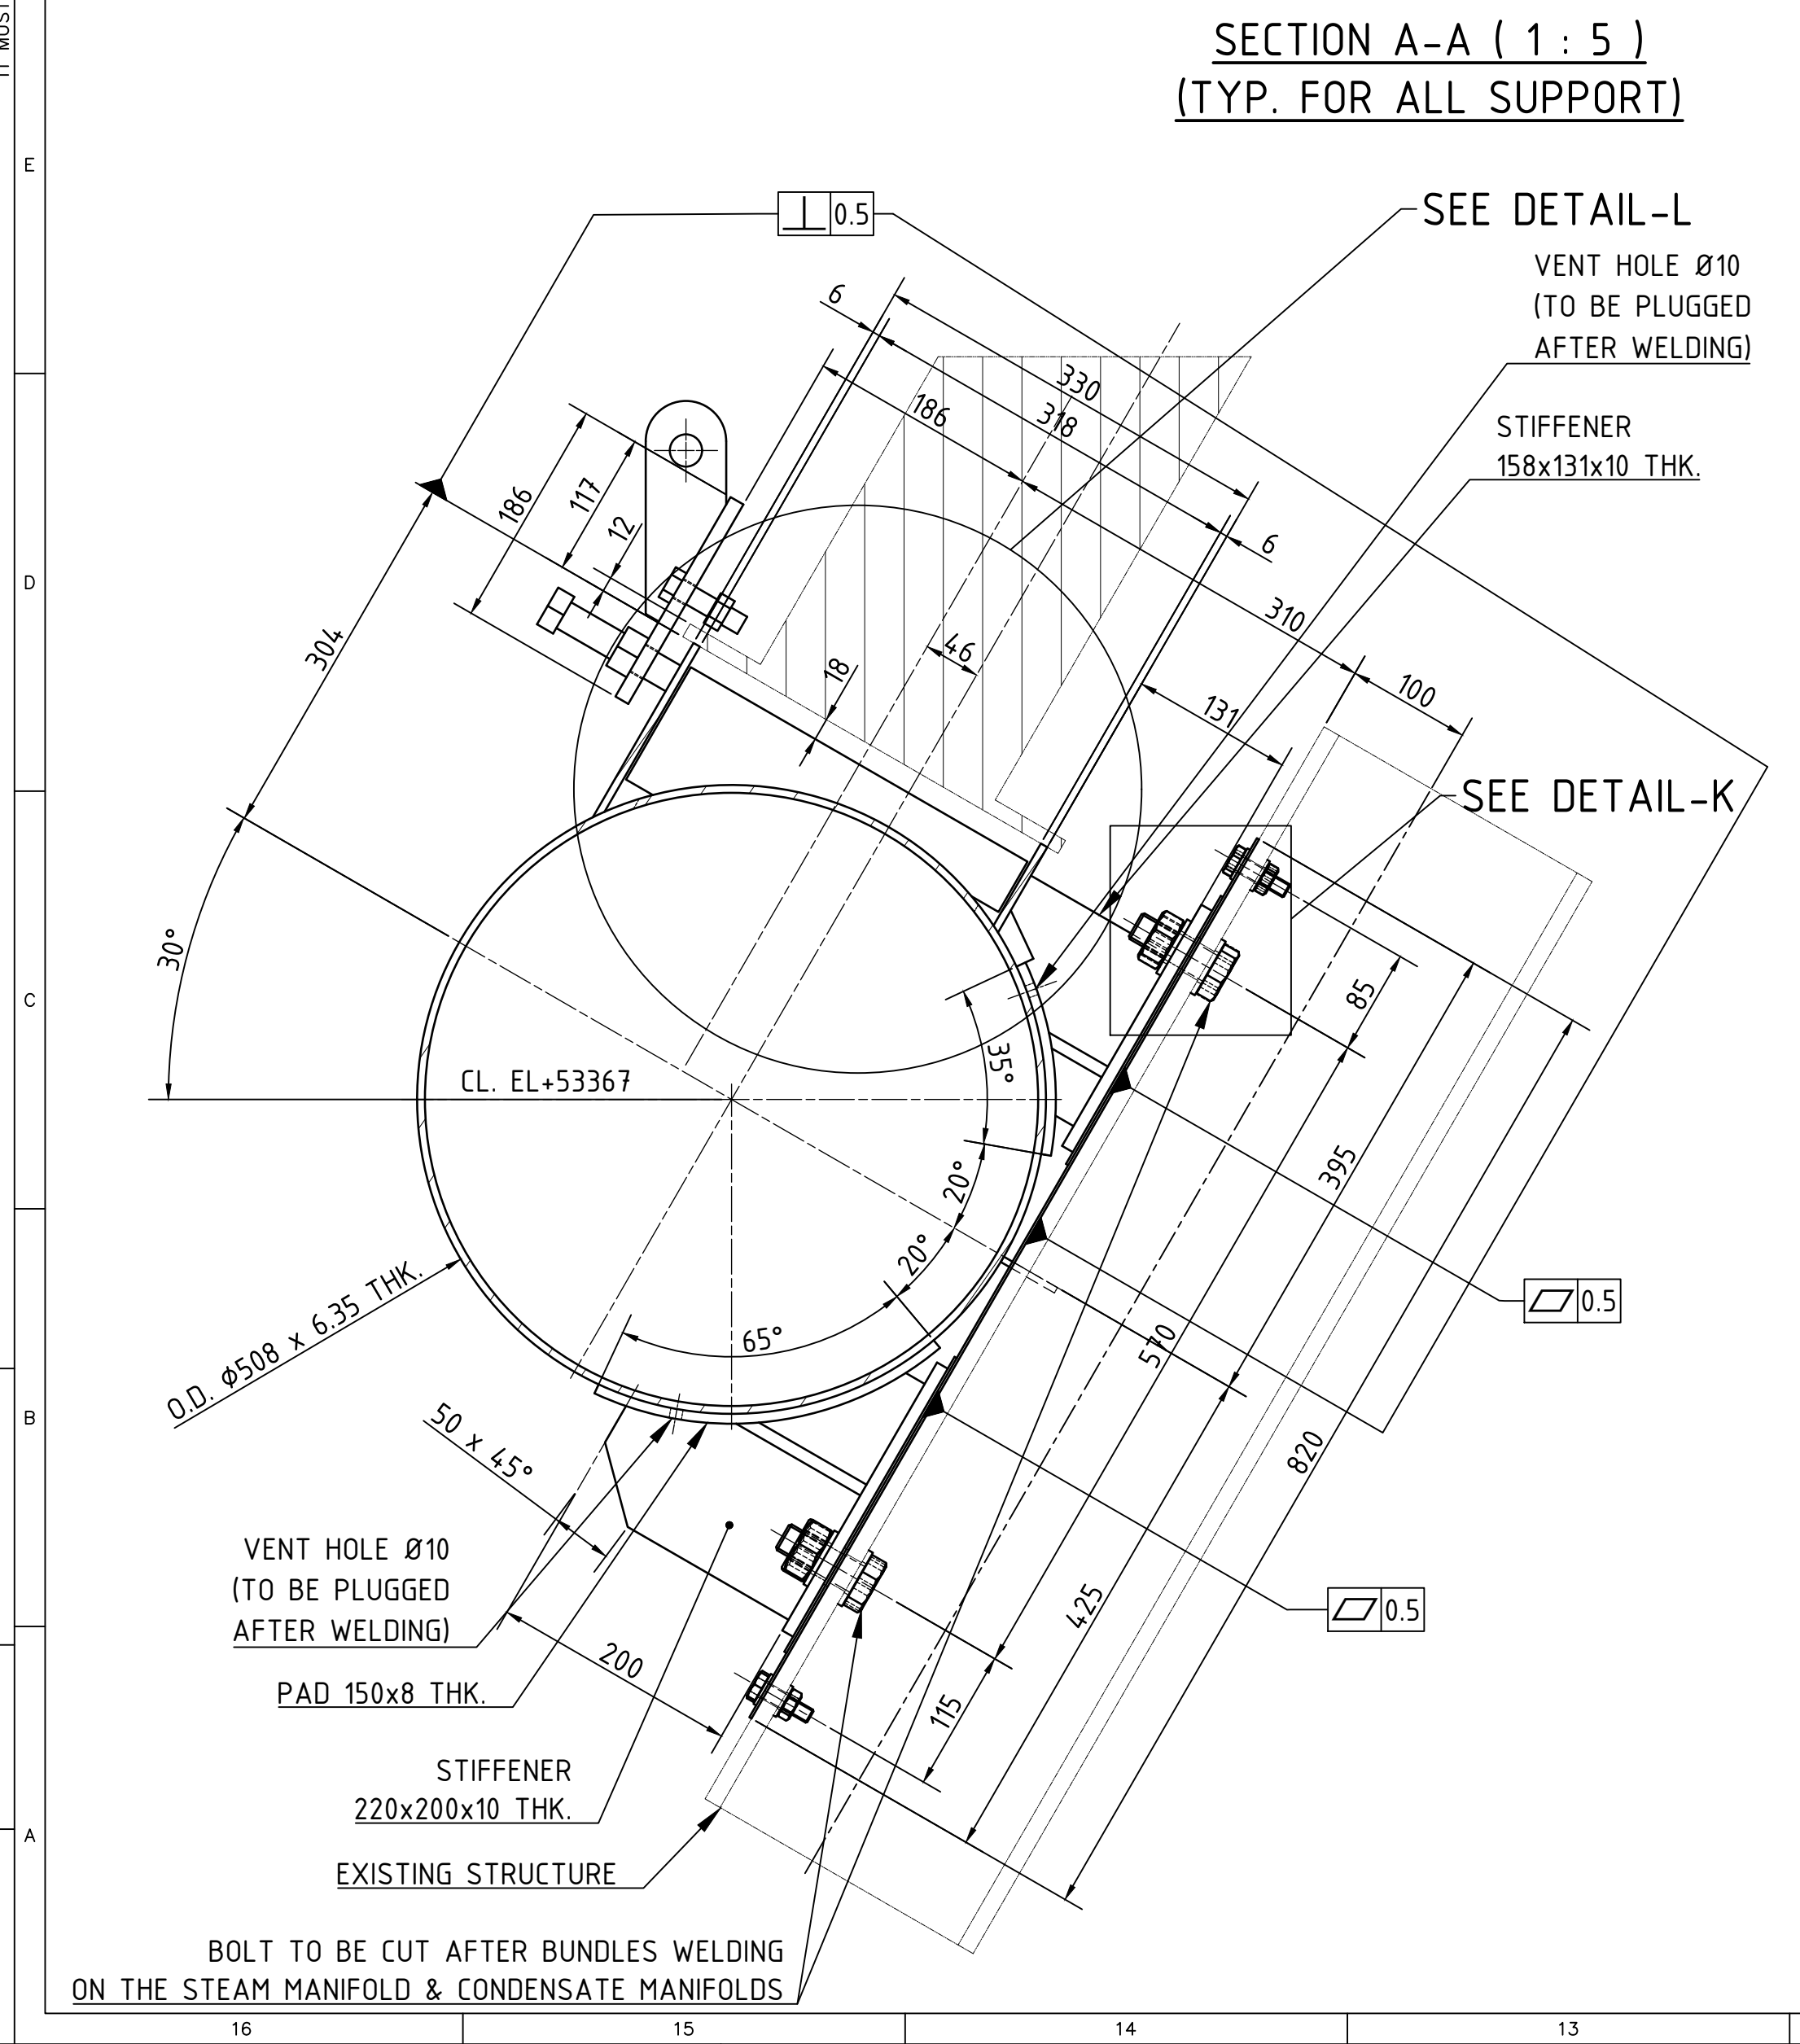 SECTION A-A ( 1 : 5 )
(TYP. FOR ALL SUPPORT)
E
0.5
SEE DETAIL-L
VENT HOLE Ø10
(TO BE PLUGGED
AFTER WELDING)
6
330
318
186
STIFFENER
158x131x10 THK.
186
117
12
6
D
310
304
46
18
100
131
SEE DETAIL-K
30°
85
C
35°
CL. EL+53367
395
20°
20°
O.D. Ø508 x 6.35 THK.
0.5
65°
570
B
50 x 45°
820
VENT HOLE Ø10
(TO BE PLUGGED
AFTER WELDING)
425
0.5
200
PAD 150x8 THK.
115
STIFFENER
220x200x10 THK.
A
EXISTING STRUCTURE
BOLT TO BE CUT AFTER BUNDLES WELDING
ON THE STEAM MANIFOLD & CONDENSATE MANIFOLDS
16
15
14
13